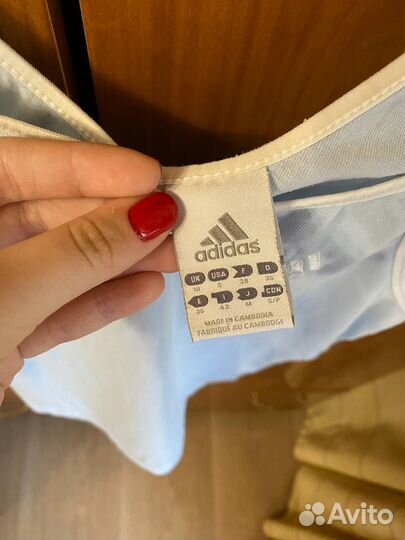 adidas
UK USA F D
10 S 38 36
E I J CDN
36 42 M S/P
MADE IN CAMBODIA
FABRIQUE AU CAMBODGE
Avito